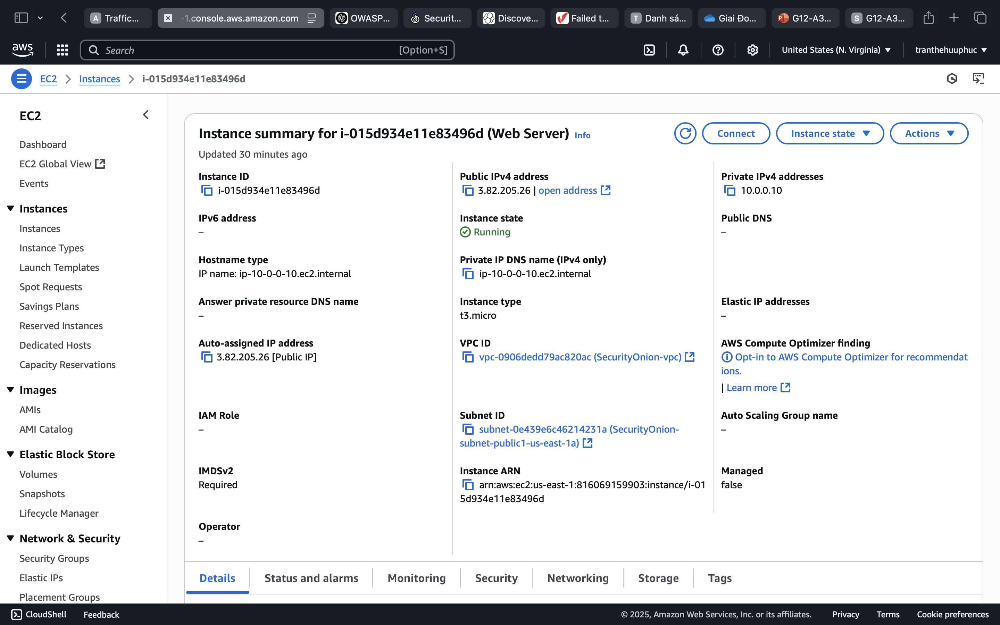 A Traffic...
-1.console.aws.amazon.com
OWASP...
Securit...
Discove...
Failed t...
T Danh sá...
Giai Đo...
P G12-A3...
S G12-A3...
aws
Search [Option+S]
United States (N. Virginia)
tranthehuuphuc
EC2
Instances
i-015d934e11e83496d
EC2
Dashboard
EC2 Global View
Events
Instances
Instances
Instance Types
Launch Templates
Spot Requests
Savings Plans
Reserved Instances
Dedicated Hosts
Capacity Reservations
Images
AMIs
AMI Catalog
Elastic Block Store
Volumes
Snapshots
Lifecycle Manager
Network & Security
Security Groups
Elastic IPs
Placement Groups
Instance summary for i-015d934e11e83496d (Web Server) Info
Updated 30 minutes ago
Connect
Instance state
Actions
Instance ID
i-015d934e11e83496d
Public IPv4 address
3.82.205.26 | open address
Private IPv4 addresses
10.0.0.10
IPv6 address
–
Instance state
Running
Public DNS
–
Hostname type
IP name: ip-10-0-0-10.ec2.internal
Private IP DNS name (IPv4 only)
ip-10-0-0-10.ec2.internal
Answer private resource DNS name
–
Instance type
t3.micro
Elastic IP addresses
–
Auto-assigned IP address
3.82.205.26 [Public IP]
VPC ID
vpc-0906dedd79ac820ac (SecurityOnion-vpc)
AWS Compute Optimizer finding
Opt-in to AWS Compute Optimizer for recommendat
ions.
| Learn more
IAM Role
–
Subnet ID
subnet-0e439e6c46214231a (SecurityOnion-
subnet-public1-us-east-1a)
Auto Scaling Group name
–
IMDSv2
Required
Instance ARN
arn:aws:ec2:us-east-1:816069159903:instance/i-01
5d934e11e83496d
Managed
false
Operator
–
Details
Status and alarms
Monitoring
Security
Networking
Storage
Tags
CloudShell
Feedback
© 2025, Amazon Web Services, Inc. or its affiliates.
Privacy
Terms
Cookie preferences